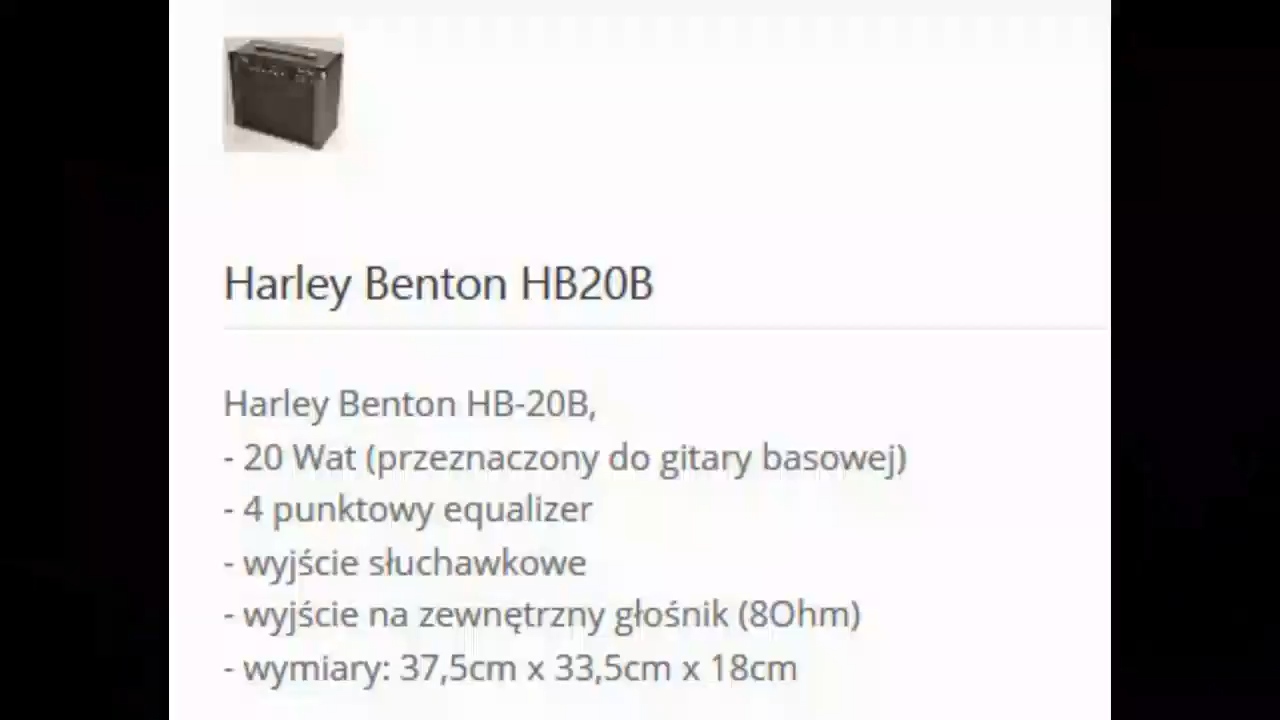 Harley Benton HB20B
Harley Benton HB-20B,
- 20 Wat (przeznaczony do gitary basowej)
- 4 punktowy equalizer
- wyjście słuchawkowe
- wyjście na zewnętrzny głośnik (8Ohm)
- wymiary: 37,5cm x 33,5cm x 18cm